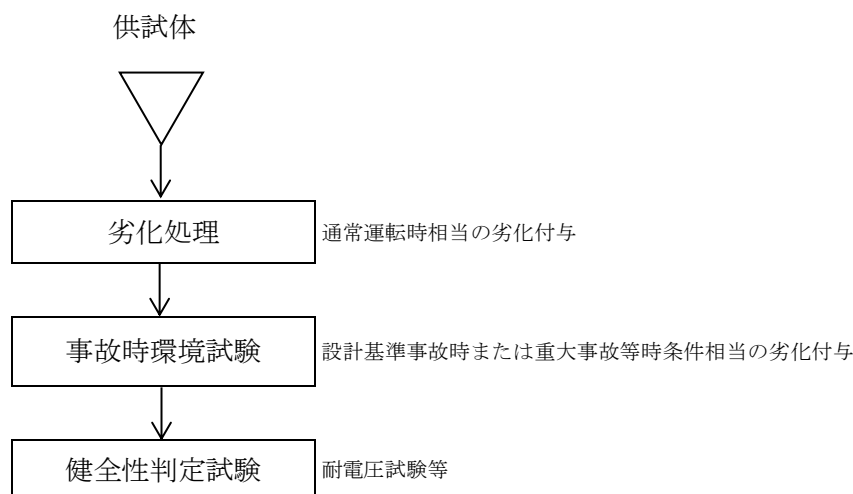 供試体
劣化処理
通常運転時相当の劣化付与
事故時環境試験
設計基準事故時または重大事故等時条件相当の劣化付与
健全性判定試験
耐電圧試験等